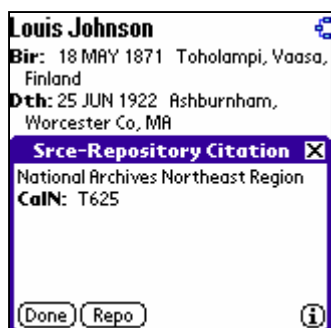 Louis Johnson
Bir: 18 MAY 1871 Toholampi, Vaasa,
Finland
Dth: 25 JUN 1922 Ashburnham,
Worcester Co, MA
Srce-Repository Citation X
National Archives Northeast Region
CalN: T625
Done Repo i